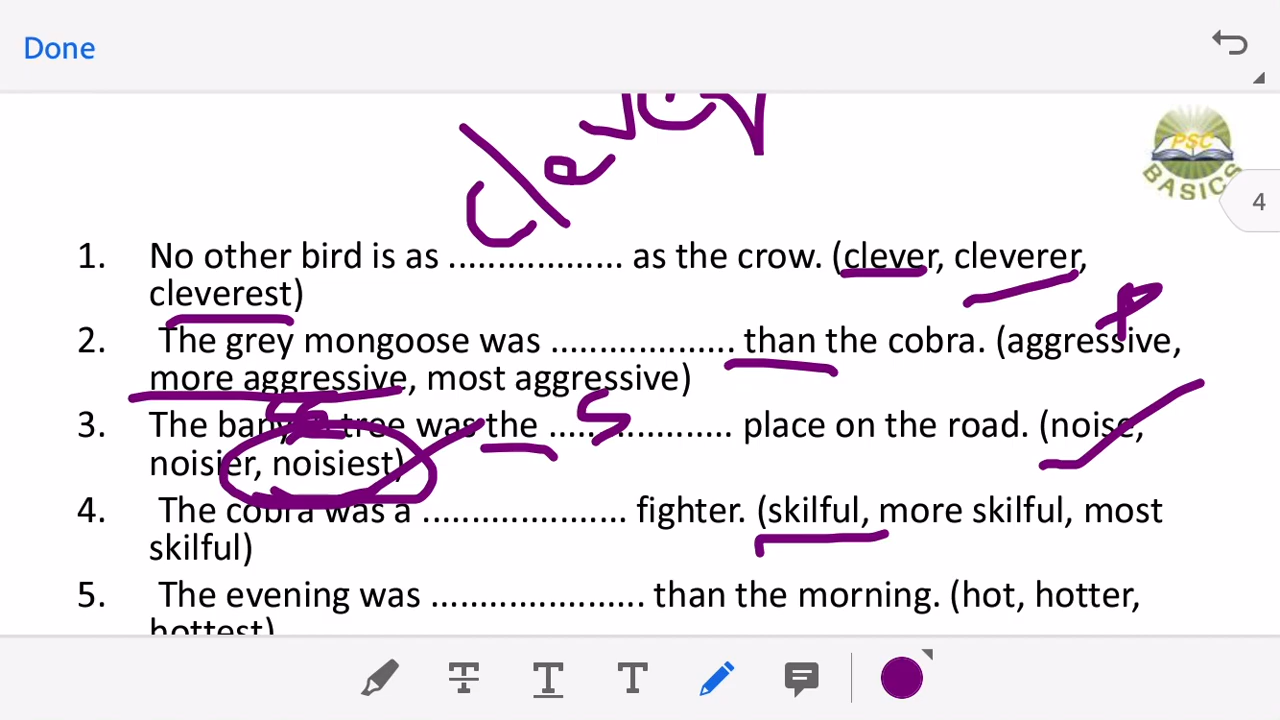 Done
clever
PSC
BASICS
4
1. No other bird is as .................. as the crow. (clever, cleverer,
cleverest)
2. The grey mongoose was ................... than the cobra. (aggressive,
more aggressive, most aggressive)
3. The banyan tree was the ................... place on the road. (noise,
noisier, noisiest)
4. The cobra was a ..................... fighter. (skilful, more skilful, most
skilful)
5. The evening was ...................... than the morning. (hot, hotter,
hottest)
T T T